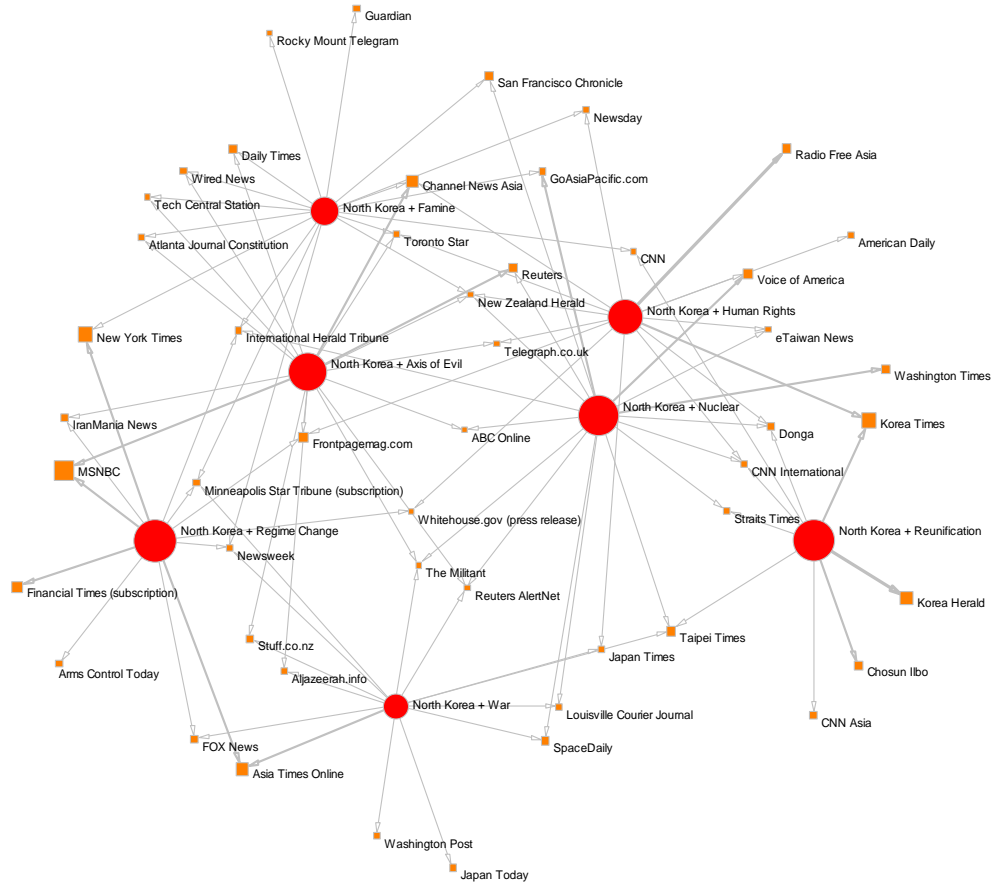 Guardian
Rocky Mount Telegram
San Francisco Chronicle
Newsday
Daily Times
Radio Free Asia
Wired News
Channel News Asia
GoAsiaPacific.com
Tech Central Station
North Korea + Famine
Atlanta Journal Constitution
Toronto Star
American Daily
CNN
Reuters
Voice of America
New Zealand Herald
North Korea + Human Rights
New York Times
International Herald Tribune
eTaiwan News
Telegraph.co.uk
North Korea + Axis of Evil
Washington Times
North Korea + Nuclear
IranMania News
Korea Times
Donga
ABC Online
Frontpagemag.com
MSNBC
CNN International
Minneapolis Star Tribune (subscription)
Straits Times
Whitehouse.gov (press release)
North Korea + Regime Change
North Korea + Reunification
Newsweek
The Militant
Financial Times (subscription)
Reuters AlertNet
Korea Herald
Taipei Times
Stuff.co.nz
Japan Times
Arms Control Today
Chosun Ilbo
Aljazeerah.info
North Korea + War
Louisville Courier Journal
CNN Asia
FOX News
SpaceDaily
Asia Times Online
Washington Post
Japan Today